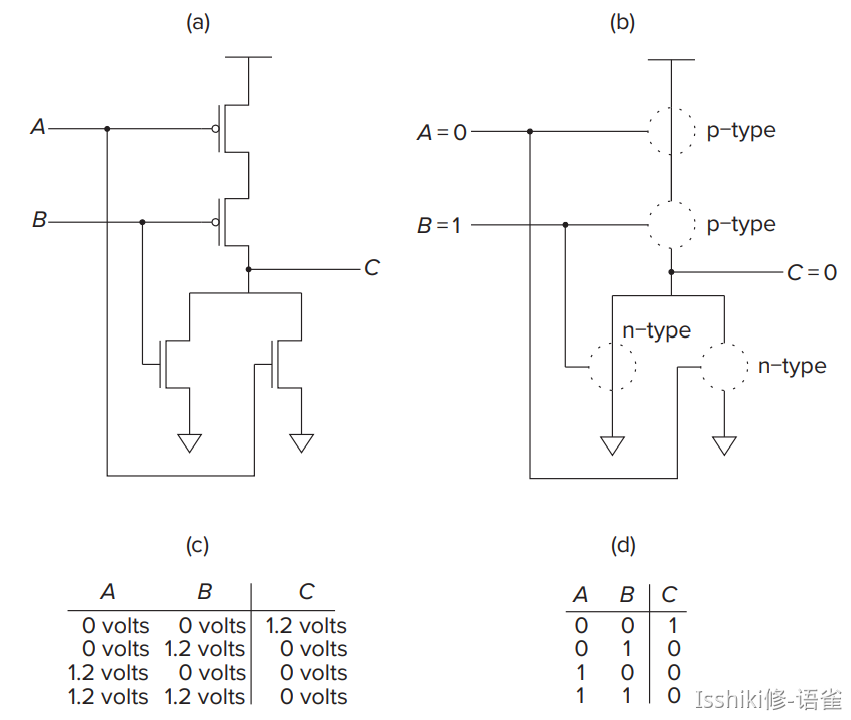 (a) (b)
A A = 0 p-type
B B = 1 p-type
C C = 0
n-type
n-type
(c) (d)
A B C A B C
0 volts 0 volts 1.2 volts 0 0 1
0 volts 1.2 volts 0 volts 0 1 0
1.2 volts 0 volts 0 volts 1 0 0
1.2 volts 1.2 volts 0 volts 1 1 0
Isshiki修-语雀